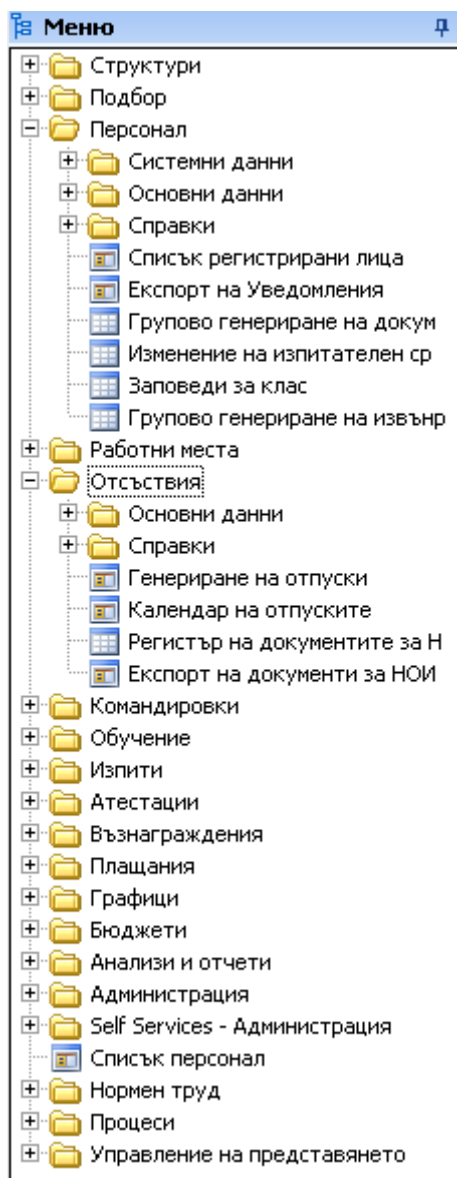 Меню
Структури
Подбор
Персонал
Системни данни
Основни данни
Справки
Списък регистрирани лица
Експорт на Уведомления
Групово генериране на докум
Изменение на изпитателен ср
Заповеди за клас
Групово генериране на извънр
Работни места
Отсъствия
Основни данни
Справки
Генериране на отпуски
Календар на отпуските
Регистър на документите за Н
Експорт на документи за НОИ
Командировки
Обучение
Изпити
Атестации
Възнаграждения
Плащания
Графици
Бюджети
Анализи и отчети
Администрация
Self Services - Администрация
Списък персонал
Нормен труд
Процеси
Управление на представянето